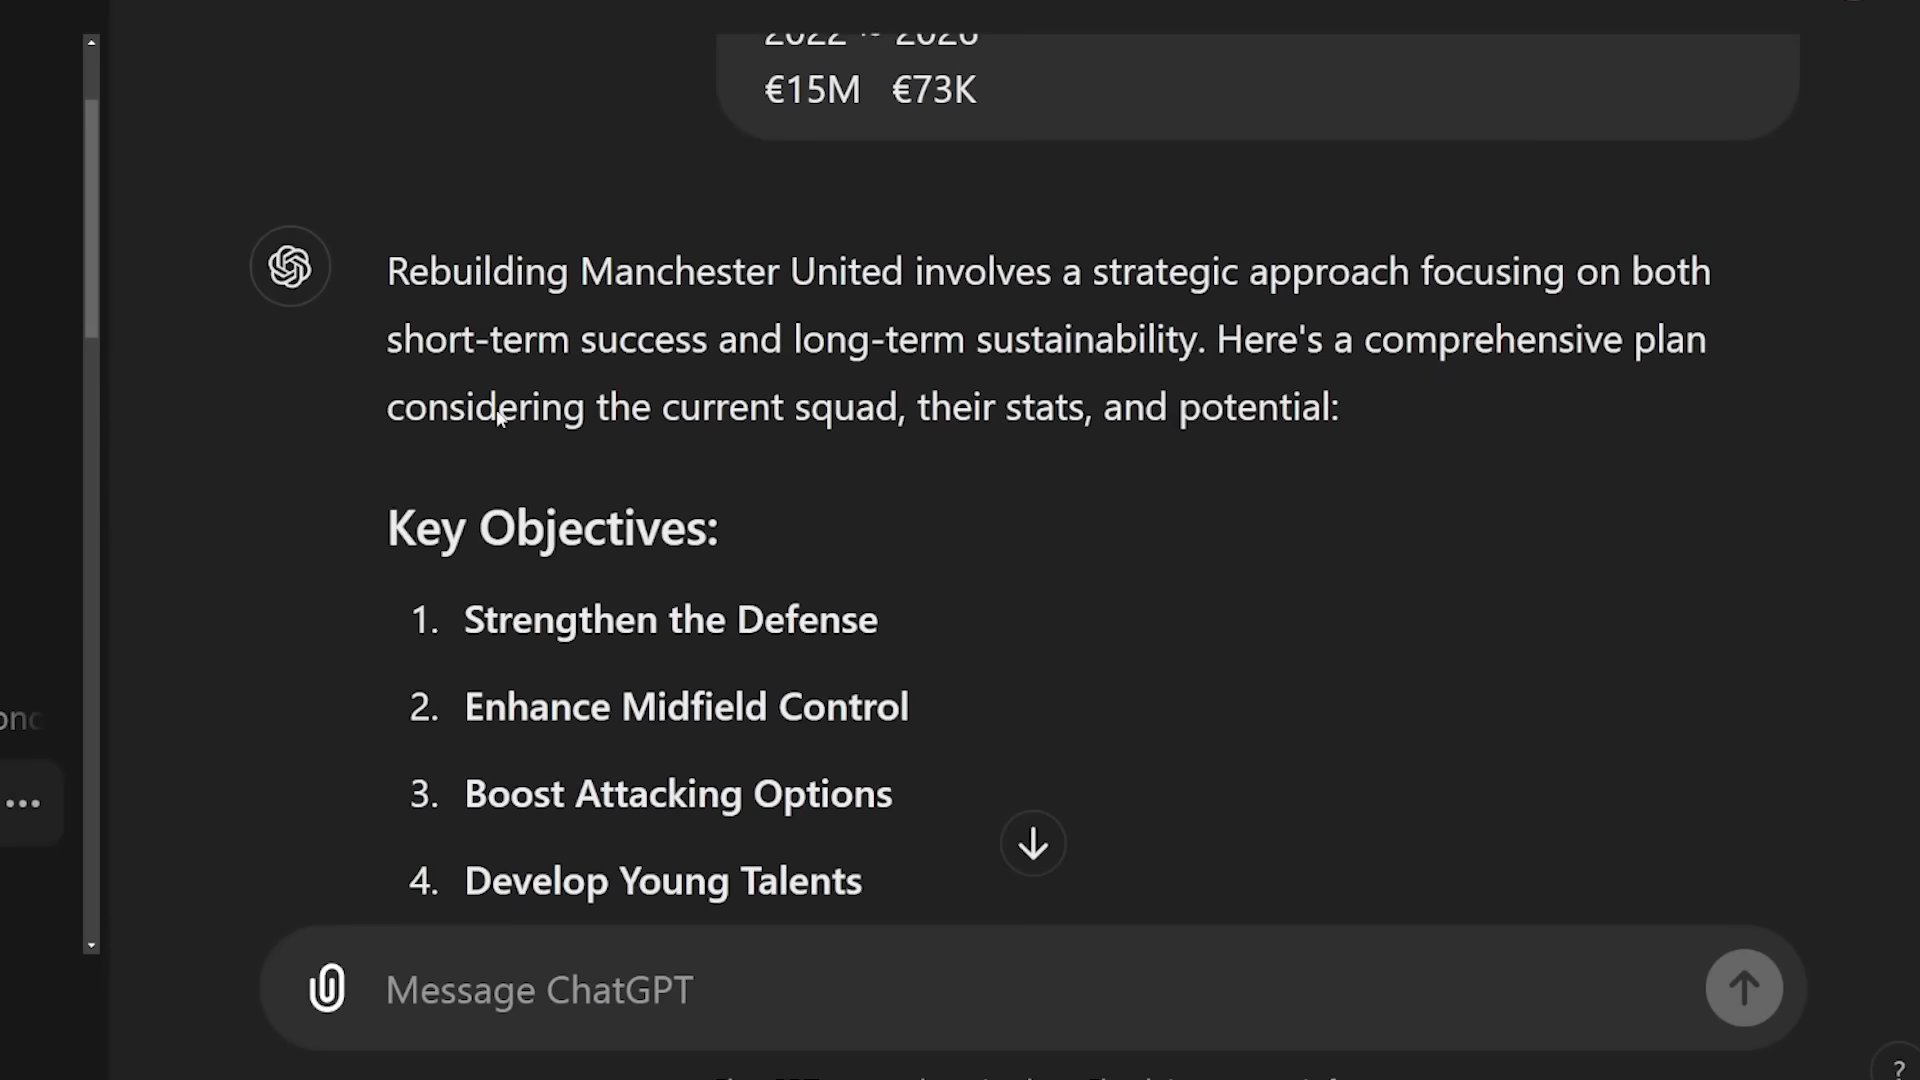 2022 ~ 2026
€15M €73K
Rebuilding Manchester United involves a strategic approach focusing on both
short-term success and long-term sustainability. Here's a comprehensive plan
considering the current squad, their stats, and potential:
Key Objectives:
1. Strengthen the Defense
2. Enhance Midfield Control
3. Boost Attacking Options
4. Develop Young Talents
...
Message ChatGPT
?